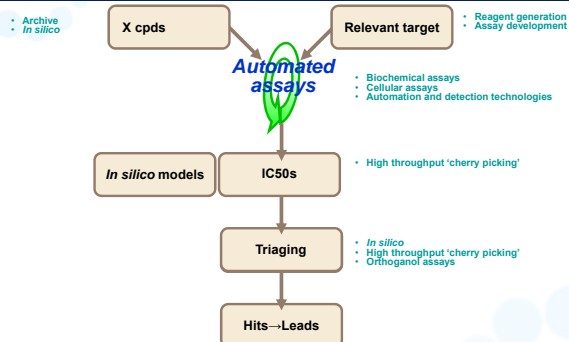 • Archive
• In silico
X cpds
Relevant target
• Reagent generation
• Assay development
Automated
assays
• Biochemical assays
• Cellular assays
• Automation and detection technologies
In silico models
IC50s
• High throughput ‘cherry picking’
Triaging
• In silico
• High throughput ‘cherry picking’
• Orthoganol assays
Hits→Leads